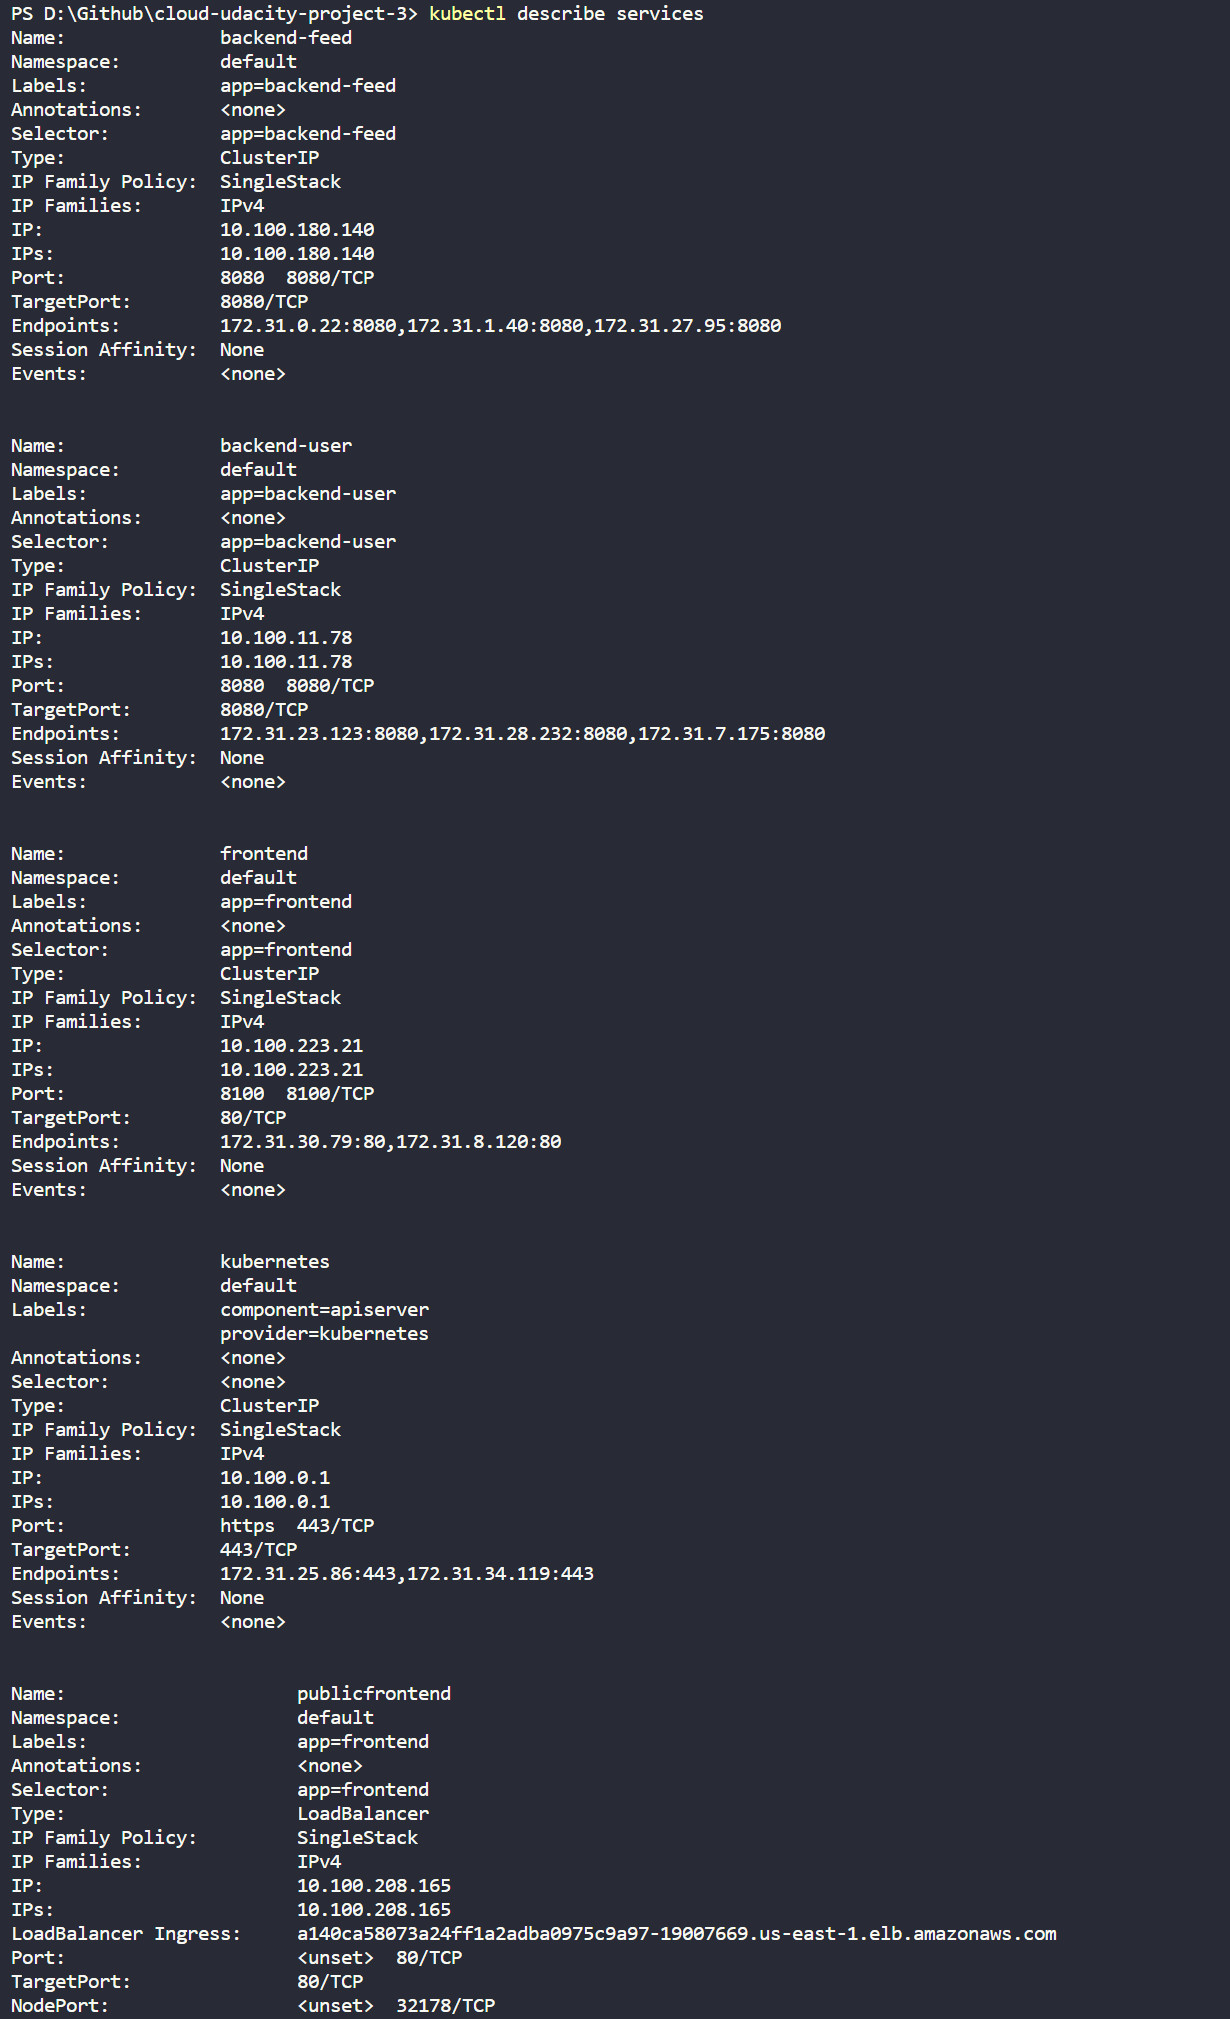 PS D:\Github\cloud-udacity-project-3> kubectl describe services
Name:              backend-feed
Namespace:         default
Labels:            app=backend-feed
Annotations:       <none>
Selector:          app=backend-feed
Type:              ClusterIP
IP Family Policy:  SingleStack
IP Families:       IPv4
IP:                10.100.180.140
IPs:               10.100.180.140
Port:              8080  8080/TCP
TargetPort:        8080/TCP
Endpoints:         172.31.0.22:8080,172.31.1.40:8080,172.31.27.95:8080
Session Affinity:  None
Events:            <none>

Name:              backend-user
Namespace:         default
Labels:            app=backend-user
Annotations:       <none>
Selector:          app=backend-user
Type:              ClusterIP
IP Family Policy:  SingleStack
IP Families:       IPv4
IP:                10.100.11.78
IPs:               10.100.11.78
Port:              8080  8080/TCP
TargetPort:        8080/TCP
Endpoints:         172.31.23.123:8080,172.31.28.232:8080,172.31.7.175:8080
Session Affinity:  None
Events:            <none>

Name:              frontend
Namespace:         default
Labels:            app=frontend
Annotations:       <none>
Selector:          app=frontend
Type:              ClusterIP
IP Family Policy:  SingleStack
IP Families:       IPv4
IP:                10.100.223.21
IPs:               10.100.223.21
Port:              8100  8100/TCP
TargetPort:        80/TCP
Endpoints:         172.31.30.79:80,172.31.8.120:80
Session Affinity:  None
Events:            <none>

Name:              kubernetes
Namespace:         default
Labels:            component=apiserver
                   provider=kubernetes
Annotations:       <none>
Selector:          <none>
Type:              ClusterIP
IP Family Policy:  SingleStack
IP Families:       IPv4
IP:                10.100.0.1
IPs:               10.100.0.1
Port:              https  443/TCP
TargetPort:        443/TCP
Endpoints:         172.31.25.86:443,172.31.34.119:443
Session Affinity:  None
Events:            <none>

Name:                     publicfrontend
Namespace:                default
Labels:                   app=frontend
Annotations:              <none>
Selector:                 app=frontend
Type:                     LoadBalancer
IP Family Policy:         SingleStack
IP Families:              IPv4
IP:                       10.100.208.165
IPs:                      10.100.208.165
LoadBalancer Ingress:     a140ca58073a24ff1a2adba0975c9a97-19007669.us-east-1.elb.amazonaws.com
Port:                     <unset>  80/TCP
TargetPort:               80/TCP
NodePort:                 <unset>  32178/TCP